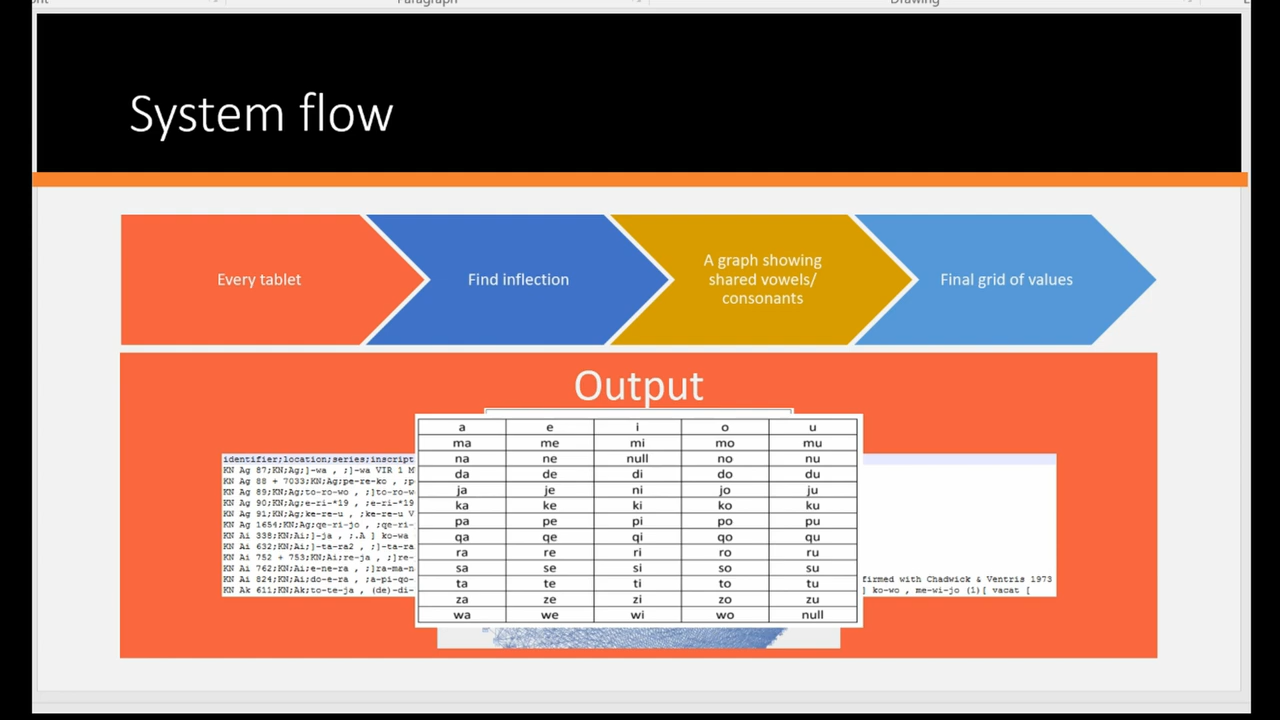 Paragraph
Drawing
System flow
Every tablet
Find inflection
A graph showing
shared vowels/
consonants
Final grid of values
Output
a e i o u
ma me mi mo mu
na ne null no nu
da de di do du
ja je ni jo ju
ka ke ki ko ku
pa pe pi po pu
qa qe qi qo qu
ra re ri ro ru
sa se si so su
ta te ti to tu
za ze zi zo zu
wa we wi wo null
identifier;location;series;inscript
KN Ag 87;KN;Ag;]-wa , ;]-wa VIR 1 M
KN Ag 88 + 7033;KN;Ag;pe-re-ko , ;p
KN Ag 89;KN;Ag;to-ro-wo , ;]to-ro-w
KN Ag 90;KN;Ag;e-ri-*19 , ;e-ri-*19
KN Ag 91;KN;Ag;ke-re-u , ;ke-re-u V
KN Ag 1654;KN;Ag;qe-ri-jo , ;qe-ri-
KN Ai 338;KN;Ai;]-ja , ;.A ] ko-wa
KN Ai 632;KN;Ai;]-ta-ra2 , ;]-ta-ra
KN Ai 752 + 753;KN;Ai;re-ja , ;]re-
KN Ai 762;KN;Ai;e-ne-ra , ;]ra-ma-n
KN Ai 824;KN;Ai;do-e-ra , ;a-pi-qo-
KN Ak 611;KN;Ak;to-te-ja , (de)-di-
firmed with Chadwick & Ventris 1973
] ko-wo , me-wi-jo (1)[ vacat [